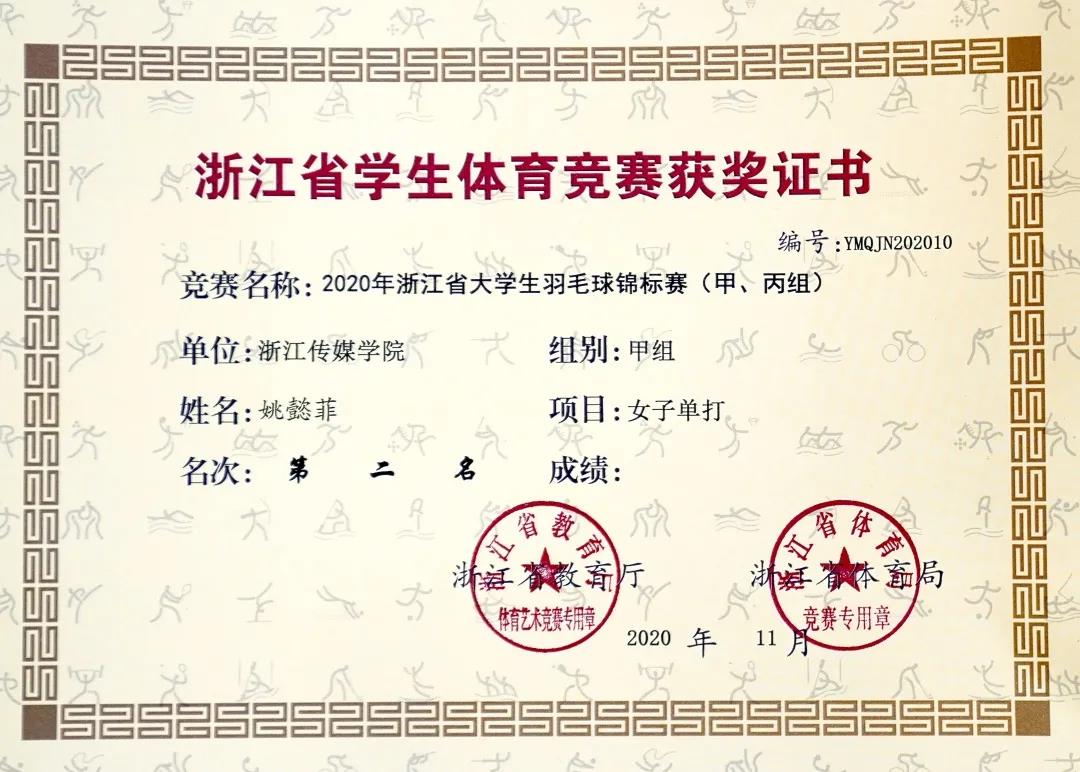 浙江省学生体育竞赛获奖证书
编号:YMQJN202010
竞赛名称: 2020年浙江省大学生羽毛球锦标赛（甲、丙组）
单位: 浙江传媒学院 组别: 甲组
姓名: 姚懿菲 项目: 女子单打
名次: 第 二 名 成绩:
浙江省教育厅
体育艺术竞赛专用章
浙江省教育厅
浙江省体育局
竞赛专用章
浙江省体育局
2020 年 11 月